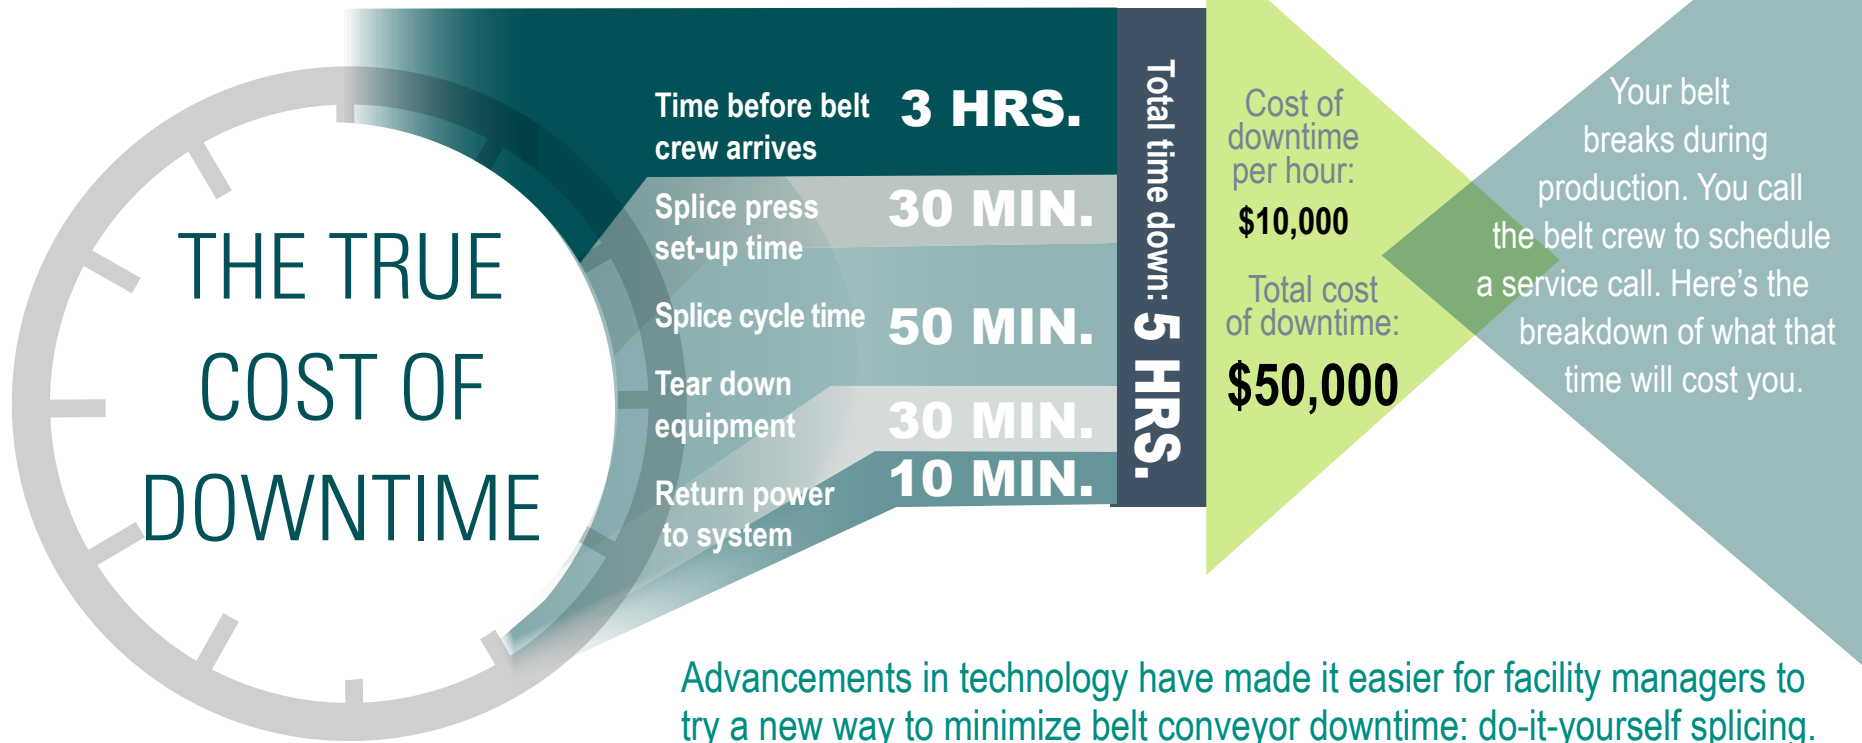 THE TRUE
COST OF
DOWNTIME
Time before belt
crew arrives
3 HRS.
Splice press
set-up time
30 MIN.
Splice cycle time
50 MIN.
Tear down
equipment
30 MIN.
Return power
to system
10 MIN.
Total time down: 5 HRS.
Cost of
downtime
per hour:
$10,000
Total cost
of downtime:
$50,000
Your belt
breaks during
production. You call
the belt crew to schedule
a service call. Here’s the
breakdown of what that
time will cost you.
Advancements in technology have made it easier for facility managers to
try a new way to minimize belt conveyor downtime: do-it-yourself splicing.